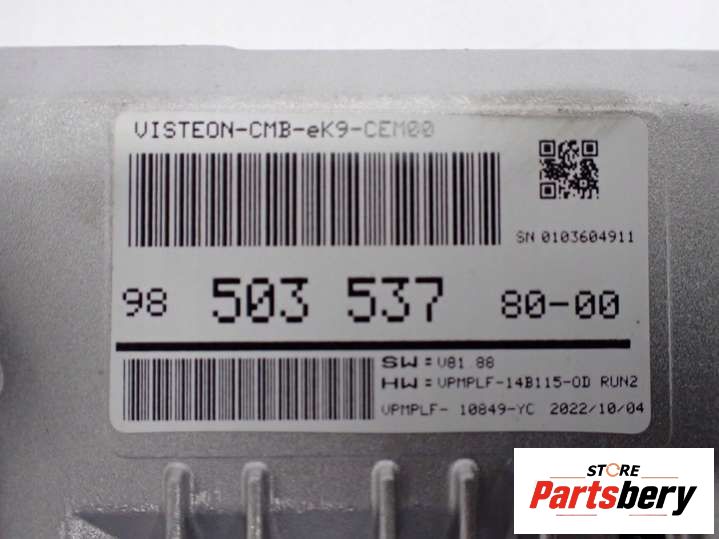 VISTEON-CMB-eK9-CEM00
SN 0103604911
98 503 537 80-00
SW = V81.88
HW = VPMPLF-14B115-OD RUN2
VPMPLF- 10849-YC 2022/10/04
STORE
Partsbery